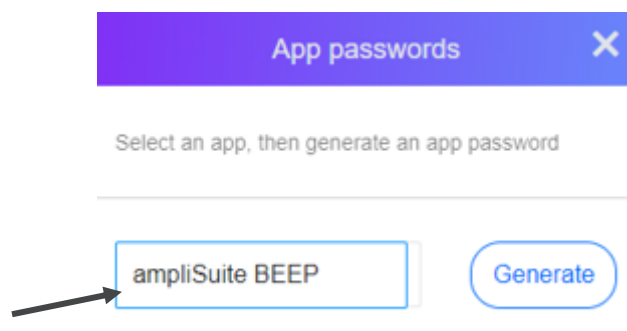 App passwords
Select an app, then generate an app password
ampliSuite BEEP
Generate